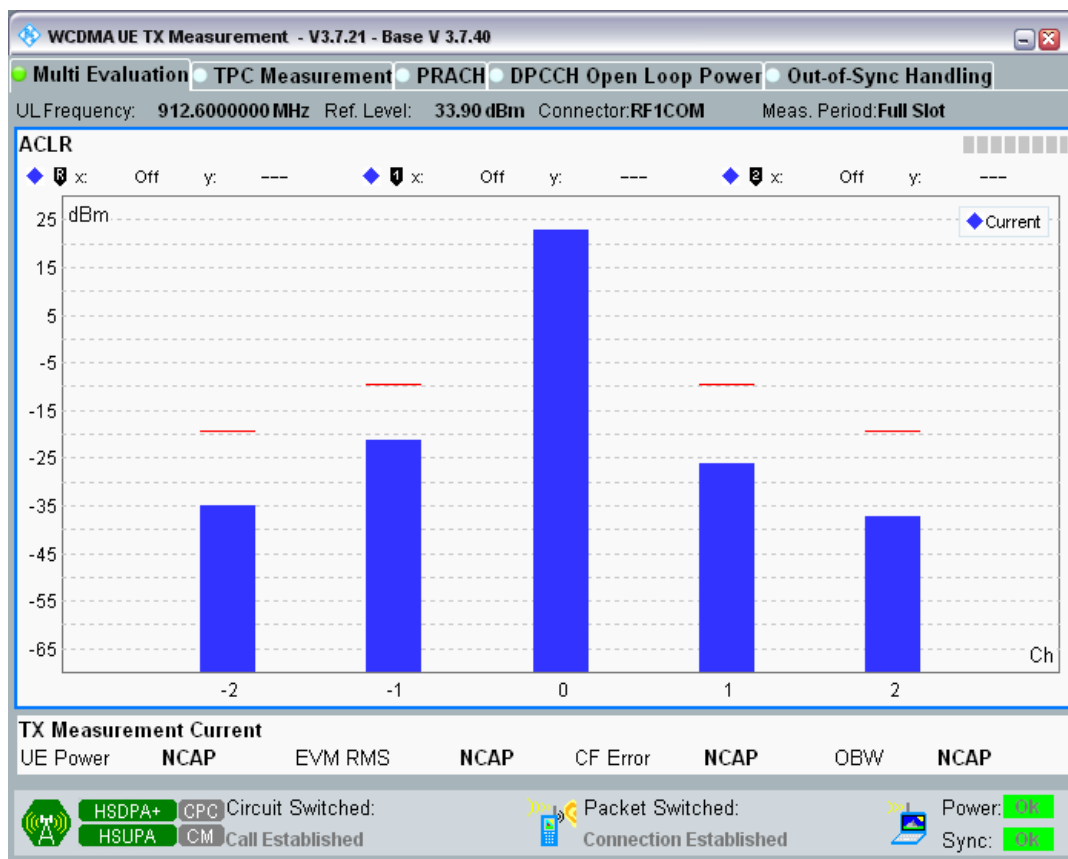 WCDMA UE TX Measurement - V3.7.21 - Base V 3.7.40
Multi Evaluation TPC Measurement PRACH DPCCH Open Loop Power Out-of-Sync Handling
UL Frequency: 912.6000000 MHz Ref. Level: 33.90 dBm Connector:RF1COM Meas. Period:Full Slot
ACLR
R x: Off y: --- 1 x: Off y: --- 2 x: Off y: ---
dBm
Current
25
15
5
-5
-15
-25
-35
-45
-55
-65
Ch
-2 -1 0 1 2
TX Measurement Current
UE Power NCAP EVM RMS NCAP CF Error NCAP OBW NCAP
HSDPA+ CPC Circuit Switched: Packet Switched: Power: Ok
HSUPA CM Call Established Connection Established Sync: Ok